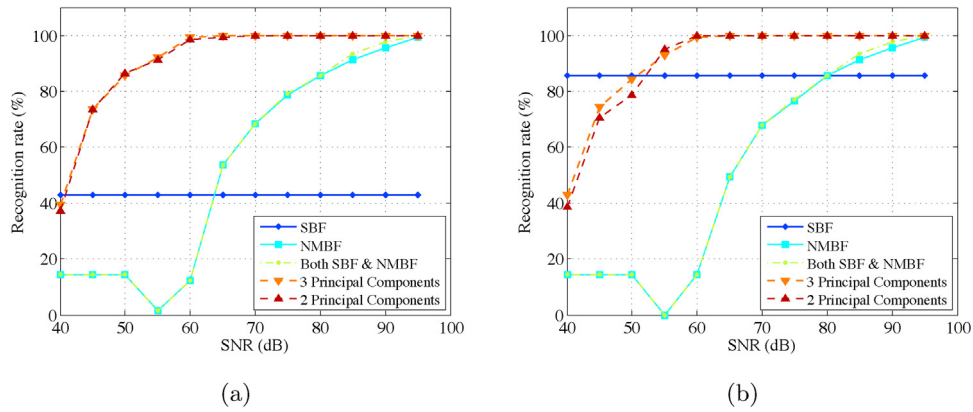 100
80
60
40
20
0
Recognition rate (%)
SBF
NMBF
Both SBF & NMBF
3 Principal Components
2 Principal Components
40 50 60 70 80 90 100
SNR (dB)
(a)
100
80
60
40
20
0
Recognition rate (%)
SBF
NMBF
Both SBF & NMBF
3 Principal Components
2 Principal Components
40 50 60 70 80 90 100
SNR (dB)
(b)